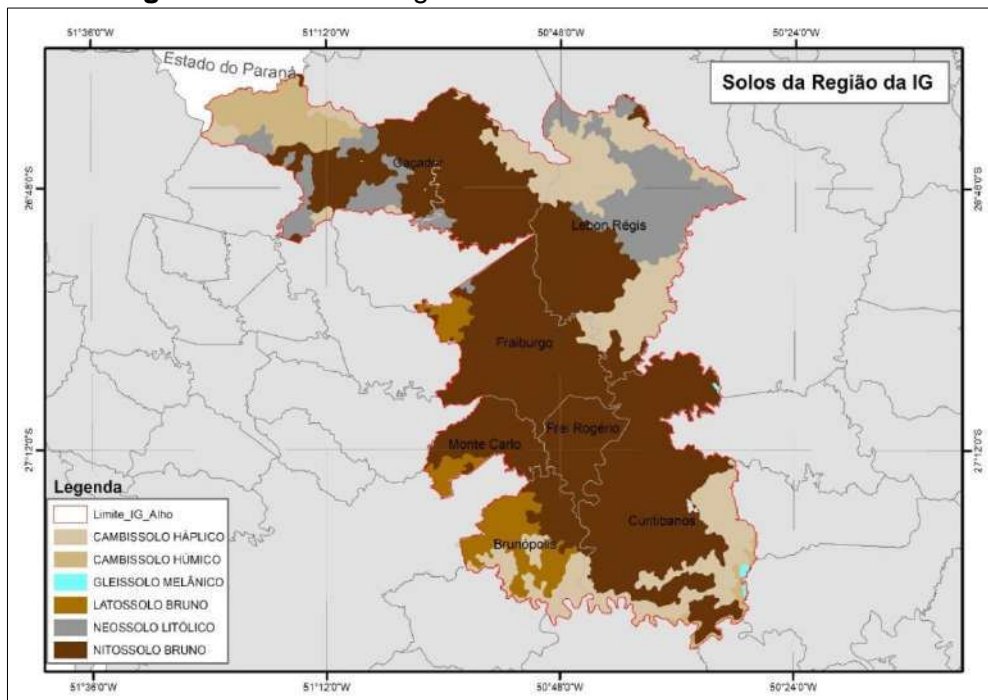 51°36'0"W 51°12'0"W 50°48'0"W 50°24'0"W
Estado do Paraná
Solos da Região da IG
Caçador
26°48'0"S 26°48'0"S
Lebon Régis
Fraiburgo
Frei Rogério
Monte Carlo
27°12'0"S 27°12'0"S
Curitibanos
Brunópolis
Legenda
Limite_IG_Alho
CAMBISSOLO HÁPLICO
CAMBISSOLO HÚMICO
GLEISSOLO MELÂNICO
LATOSSOLO BRUNO
NEOSSOLO LITÓLICO
NITOSSOLO BRUNO
51°36'0"W 51°12'0"W 50°48'0"W 50°24'0"W